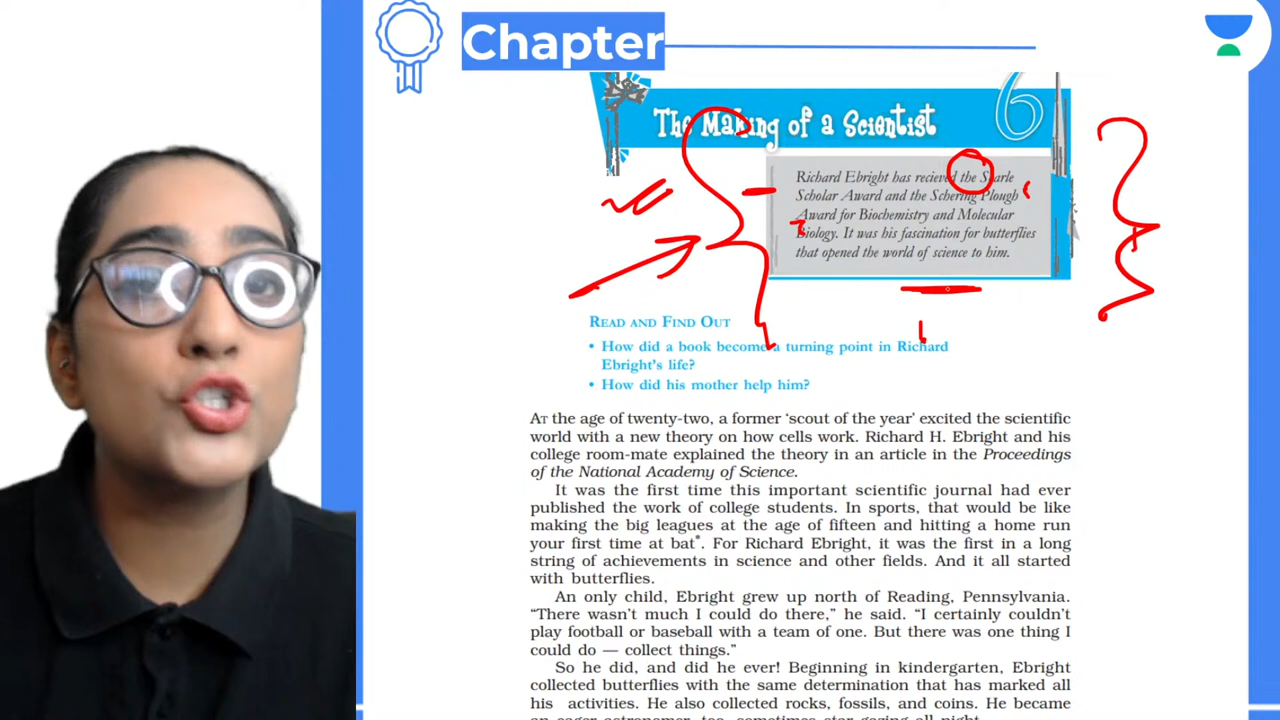 Chapter
The Making of a Scientist
6
Richard Ebright has recieved the Searle
Scholar Award and the Schering Plough
Award for Biochemistry and Molecular
Biology. It was his fascination for butterflies
that opened the world of science to him.
READ AND FIND OUT
• How did a book become a turning point in Richard
Ebright's life?
• How did his mother help him?
AT the age of twenty-two, a former ‘scout of the year’ excited the scientific
world with a new theory on how cells work. Richard H. Ebright and his
college room-mate explained the theory in an article in the Proceedings
of the National Academy of Science.
It was the first time this important scientific journal had ever
published the work of college students. In sports, that would be like
making the big leagues at the age of fifteen and hitting a home run
your first time at bat*. For Richard Ebright, it was the first in a long
string of achievements in science and other fields. And it all started
with butterflies.
An only child, Ebright grew up north of Reading, Pennsylvania.
“There wasn’t much I could do there,” he said. “I certainly couldn’t
play football or baseball with a team of one. But there was one thing I
could do — collect things.”
So he did, and did he ever! Beginning in kindergarten, Ebright
collected butterflies with the same determination that has marked all
his activities. He also collected rocks, fossils, and coins. He became
an eager astronomer, too, sometimes star-gazing all night.